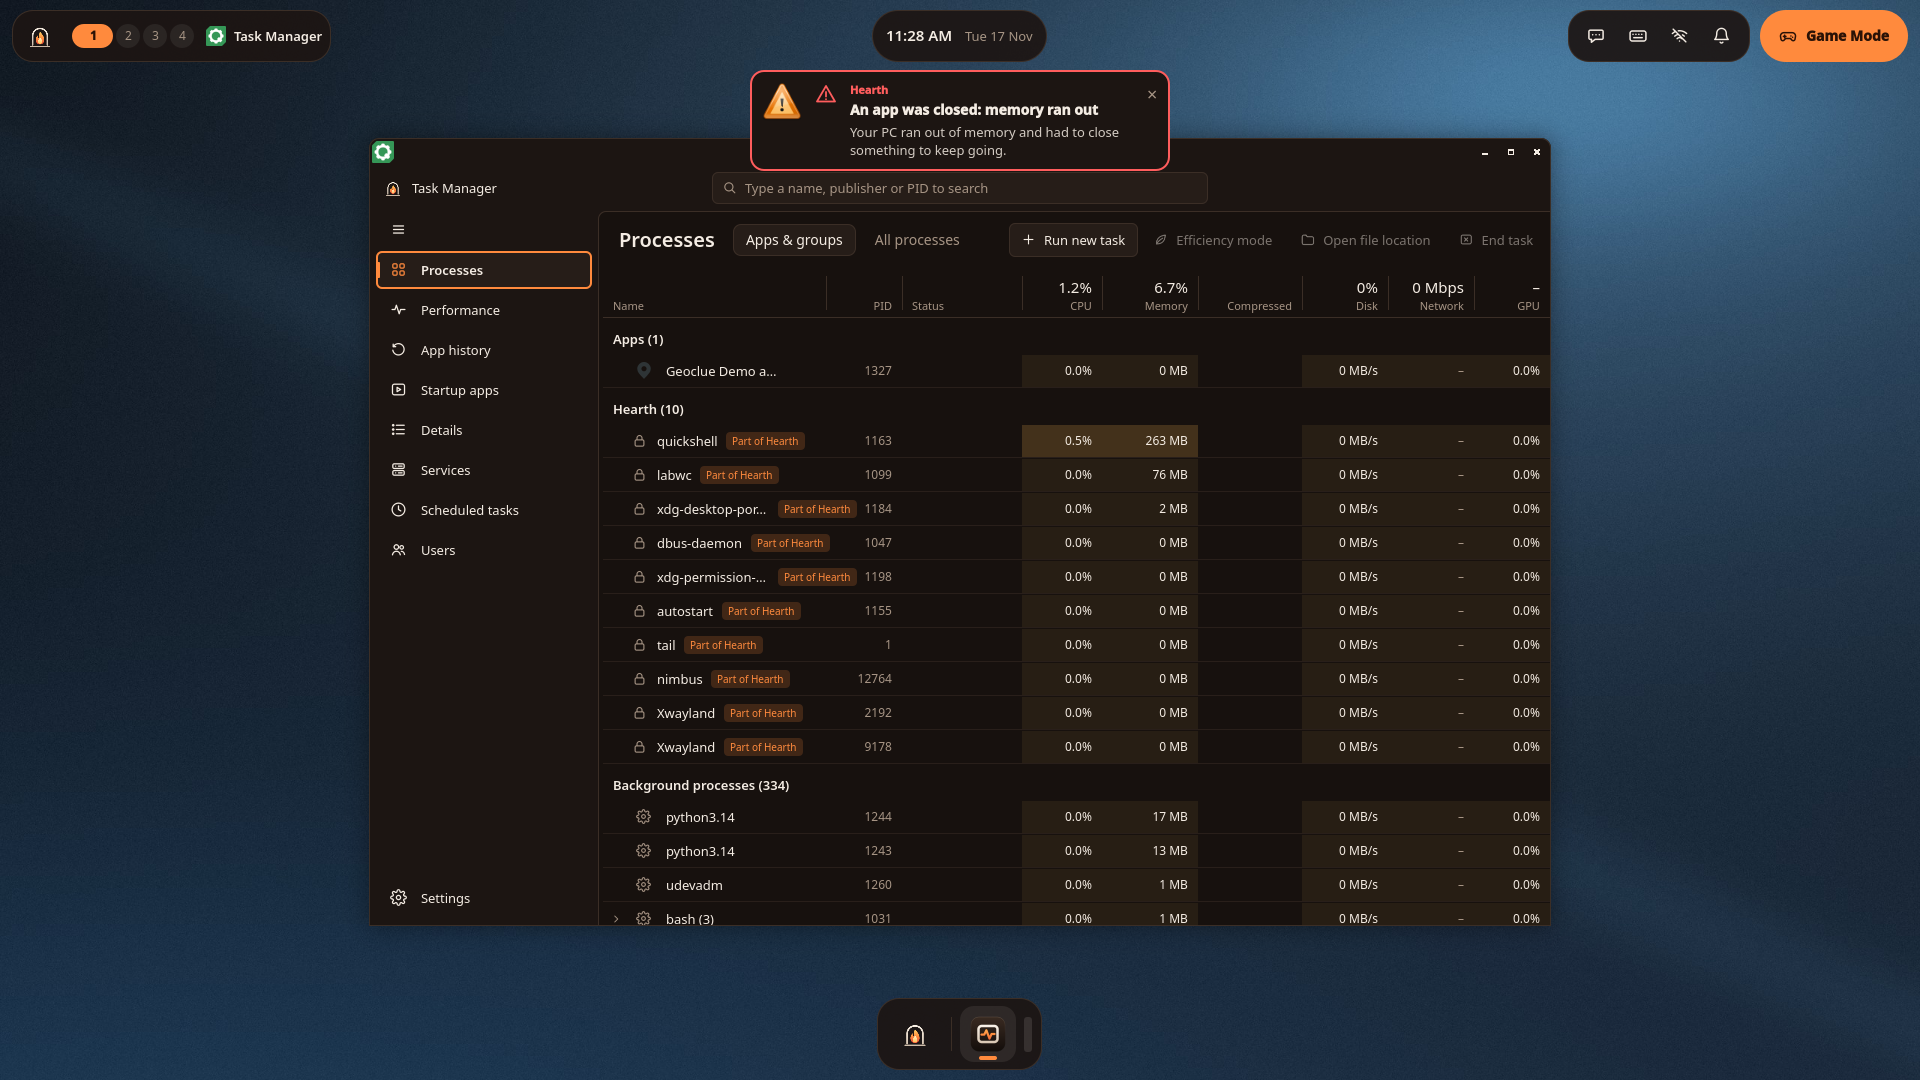 1 2 3 4 Task Manager
11:28 AM Tue 17 Nov
Game Mode
Hearth
An app was closed: memory ran out
Your PC ran out of memory and had to close
something to keep going.
Task Manager
Type a name, publisher or PID to search
Processes
Performance
App history
Startup apps
Details
Services
Scheduled tasks
Users
Settings
Processes Apps & groups All processes Run new task Efficiency mode Open file location End task
1.2% 6.7% 0% 0 Mbps –
Name PID Status CPU Memory Compressed Disk Network GPU
Apps (1)
Geoclue Demo a... 1327 0.0% 0 MB 0 MB/s – 0.0%
Hearth (10)
quickshell Part of Hearth 1163 0.5% 263 MB 0 MB/s – 0.0%
labwc Part of Hearth 1099 0.0% 76 MB 0 MB/s – 0.0%
xdg-desktop-por... Part of Hearth 1184 0.0% 2 MB 0 MB/s – 0.0%
dbus-daemon Part of Hearth 1047 0.0% 0 MB 0 MB/s – 0.0%
xdg-permission-... Part of Hearth 1198 0.0% 0 MB 0 MB/s – 0.0%
autostart Part of Hearth 1155 0.0% 0 MB 0 MB/s – 0.0%
tail Part of Hearth 1 0.0% 0 MB 0 MB/s – 0.0%
nimbus Part of Hearth 12764 0.0% 0 MB 0 MB/s – 0.0%
Xwayland Part of Hearth 2192 0.0% 0 MB 0 MB/s – 0.0%
Xwayland Part of Hearth 9178 0.0% 0 MB 0 MB/s – 0.0%
Background processes (334)
python3.14 1244 0.0% 17 MB 0 MB/s – 0.0%
python3.14 1243 0.0% 13 MB 0 MB/s – 0.0%
udevadm 1260 0.0% 1 MB 0 MB/s – 0.0%
bash (3) 1031 0.0% 1 MB 0 MB/s – 0.0%